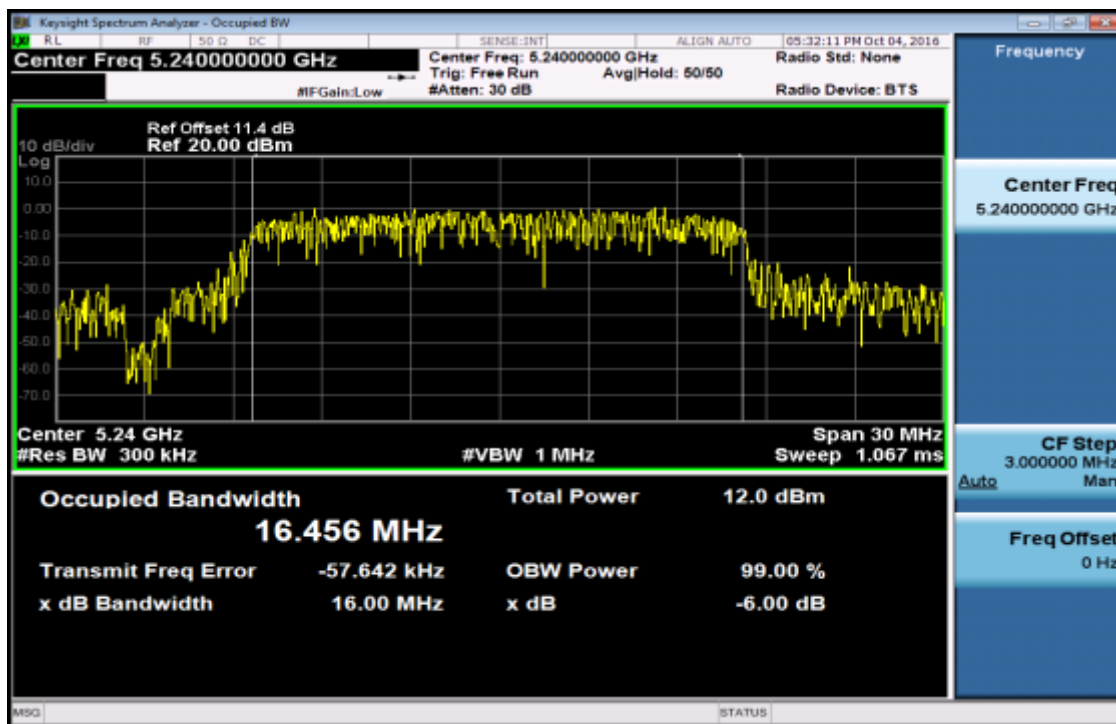 Keysight Spectrum Analyzer - Occupied BW
RL RF 50 Ω DC SENSE:INT ALIGN AUTO 05:32:11 PM Oct 04, 2016
Center Freq 5.240000000 GHz
Center Freq: 5.240000000 GHz Radio Std: None
Trig: Free Run Avg|Hold: 50/50
#IFGain:Low #Atten: 30 dB Radio Device: BTS
Ref Offset 11.4 dB
10 dB/div Ref 20.00 dBm
Log
10.0
0.00
-10.0
-20.0
-30.0
-40.0
-50.0
-60.0
-70.0
Center 5.24 GHz Span 30 MHz
#Res BW 300 kHz #VBW 1 MHz Sweep 1.067 ms
Occupied Bandwidth Total Power 12.0 dBm
16.456 MHz
Transmit Freq Error -57.642 kHz OBW Power 99.00 %
x dB Bandwidth 16.00 MHz x dB -6.00 dB
MSG STATUS
Frequency
Center Freq
5.240000000 GHz
CF Step
3.000000 MHz
Auto Man
Freq Offset
0 Hz